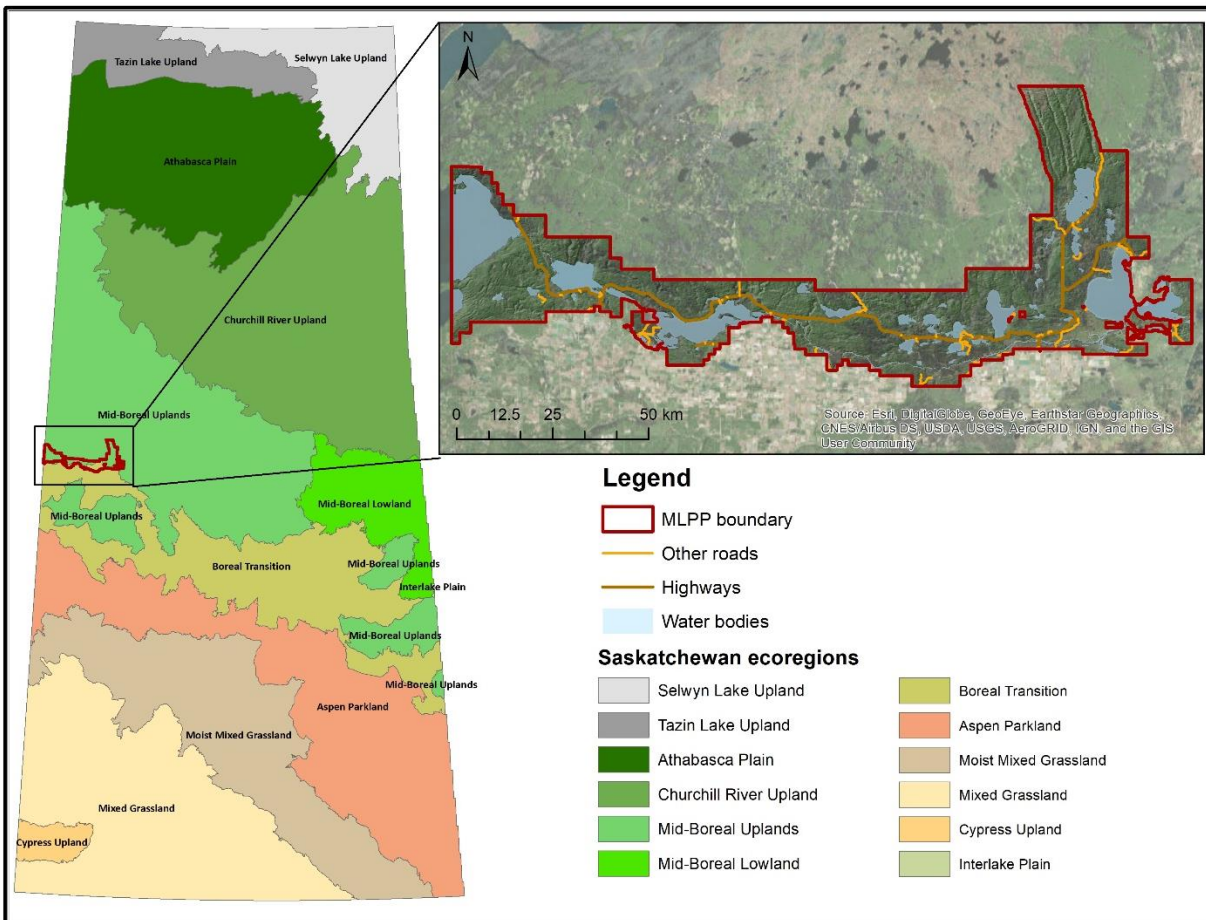 Selwyn Lake Upland
Tazin Lake Upland
Athabasca Plain
Churchill River Upland
Mid-Boreal Uplands
Mid-Boreal Lowland
Mid-Boreal Uplands
Boreal Transition
Mid-Boreal Uplands
Interlake Plain
Mid-Boreal Uplands
Mid-Boreal Uplands
Aspen Parkland
Moist Mixed Grassland
Mixed Grassland
Cypress Upland
N
0 12.5 25 50 km
Source: Esri, DigitalGlobe, GeoEye, Earthstar Geographics,
CNES/Airbus DS, USDA, USGS, AeroGRID, IGN, and the GIS
User Community
Legend
MLPP boundary
Other roads
Highways
Water bodies
Saskatchewan ecoregions
Selwyn Lake Upland
Tazin Lake Upland
Athabasca Plain
Churchill River Upland
Mid-Boreal Uplands
Mid-Boreal Lowland
Boreal Transition
Aspen Parkland
Moist Mixed Grassland
Mixed Grassland
Cypress Upland
Interlake Plain